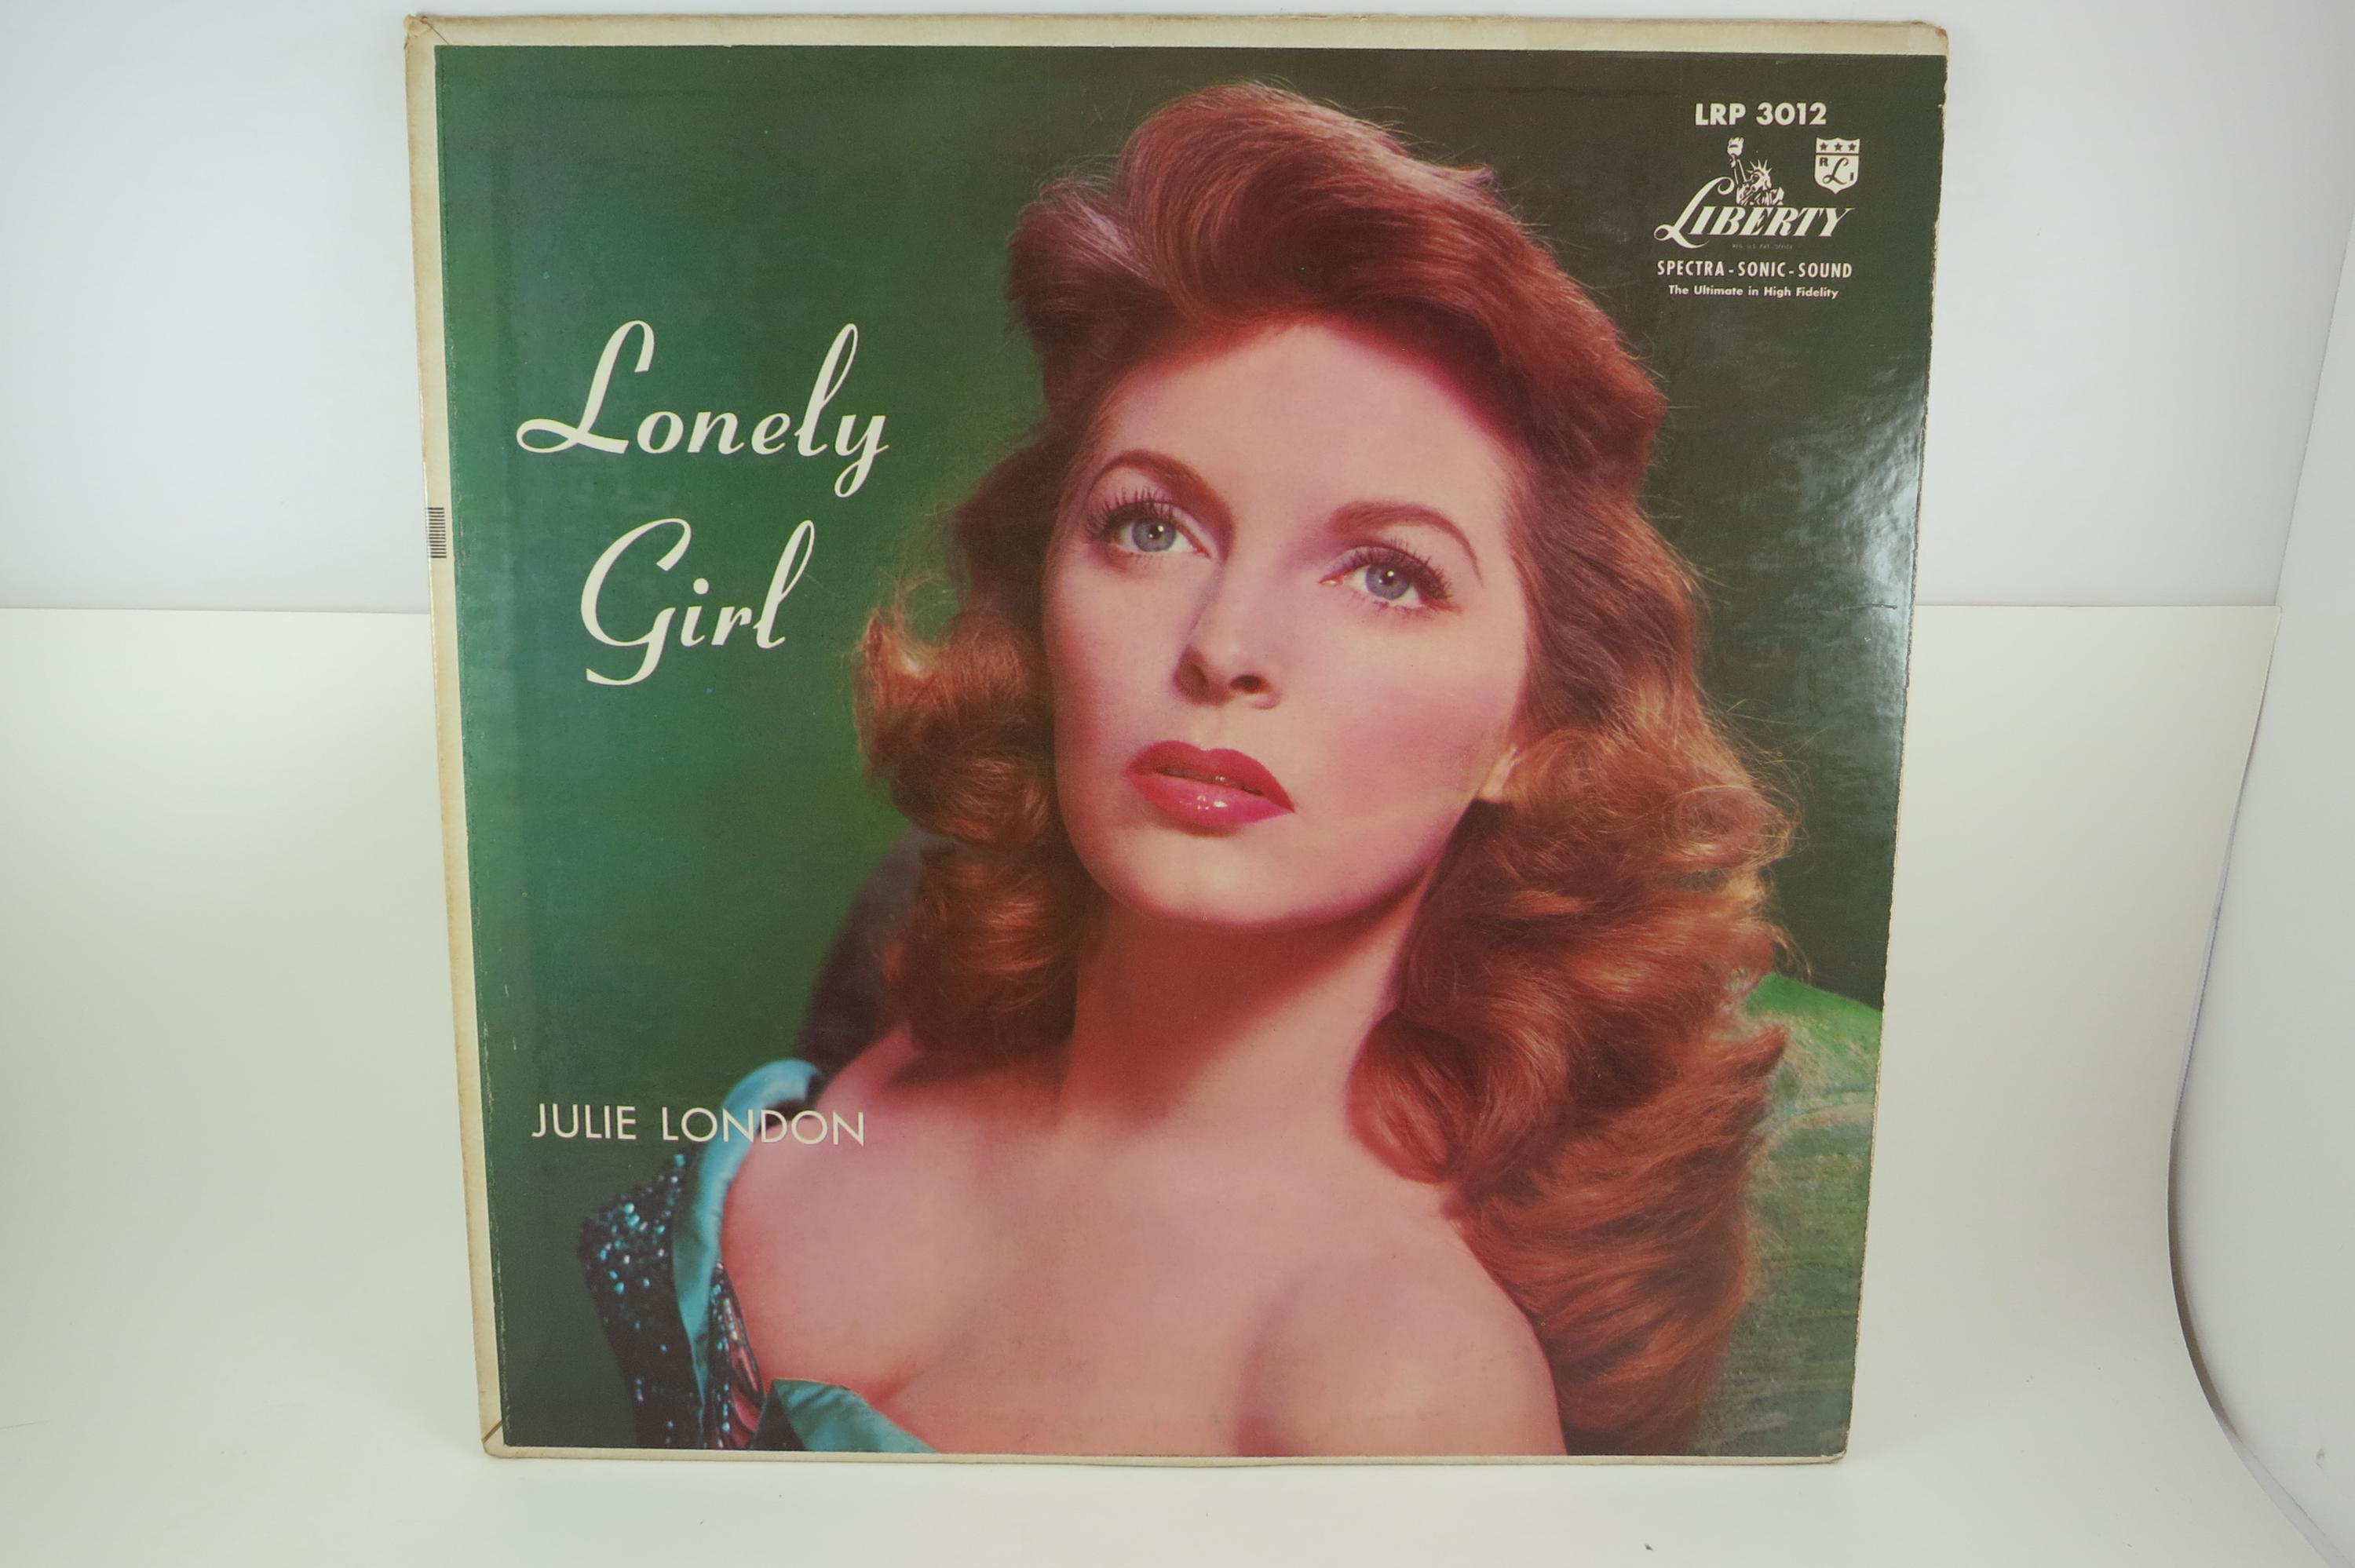 LRP 3012
R L
LIBERTY
SPECTRA-SONIC-SOUND
The Ultimate in High Fidelity
Lonely
Girl
JULIE LONDON